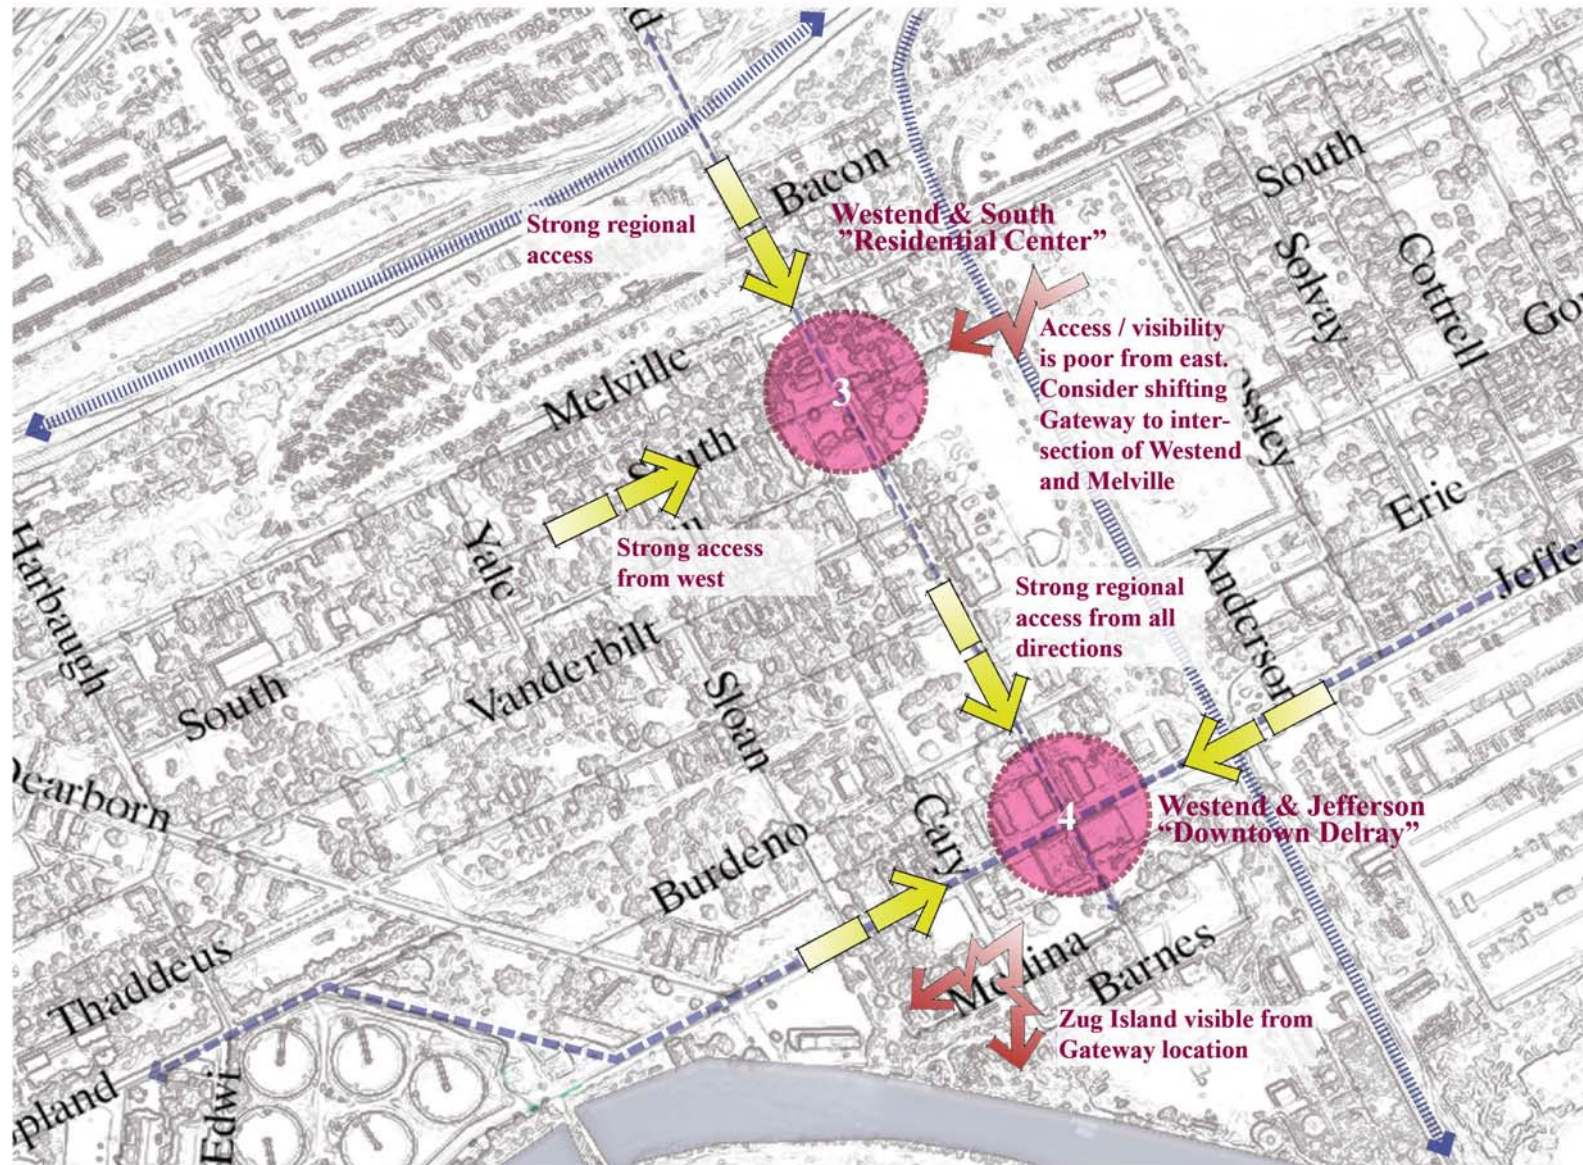 Bacon
South
Strong regional
access
Westend & South
"Residential Center"
Solway
Cottrell
Access / visibility
is poor from east.
Consider shifting
Gateway to inter-
section of Westend
and Melville
Melville
3
South
Erie
Harbaugh
Yale
Strong access
from west
Anderson
Strong regional
access from all
directions
Vanderbilt
South
Sloan
Dearborn
Cary
4
Westend & Jefferson
“Downtown Delray”
Burdeno
Thaddeus
Medina
Barnes
Zug Island visible from
Gateway location